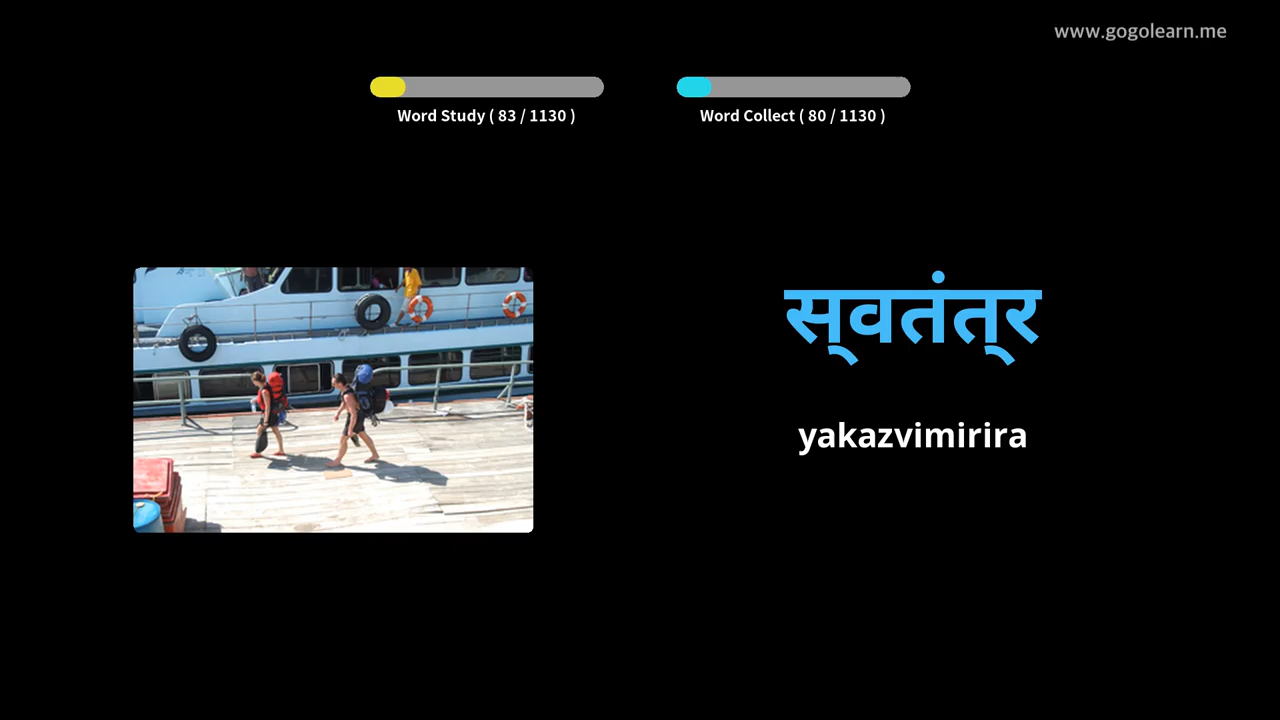 www.gogolearn.me
Word Study ( 83 / 1130 )
Word Collect ( 80 / 1130 )
स्‌वतंत्‌र
yakazvimirira